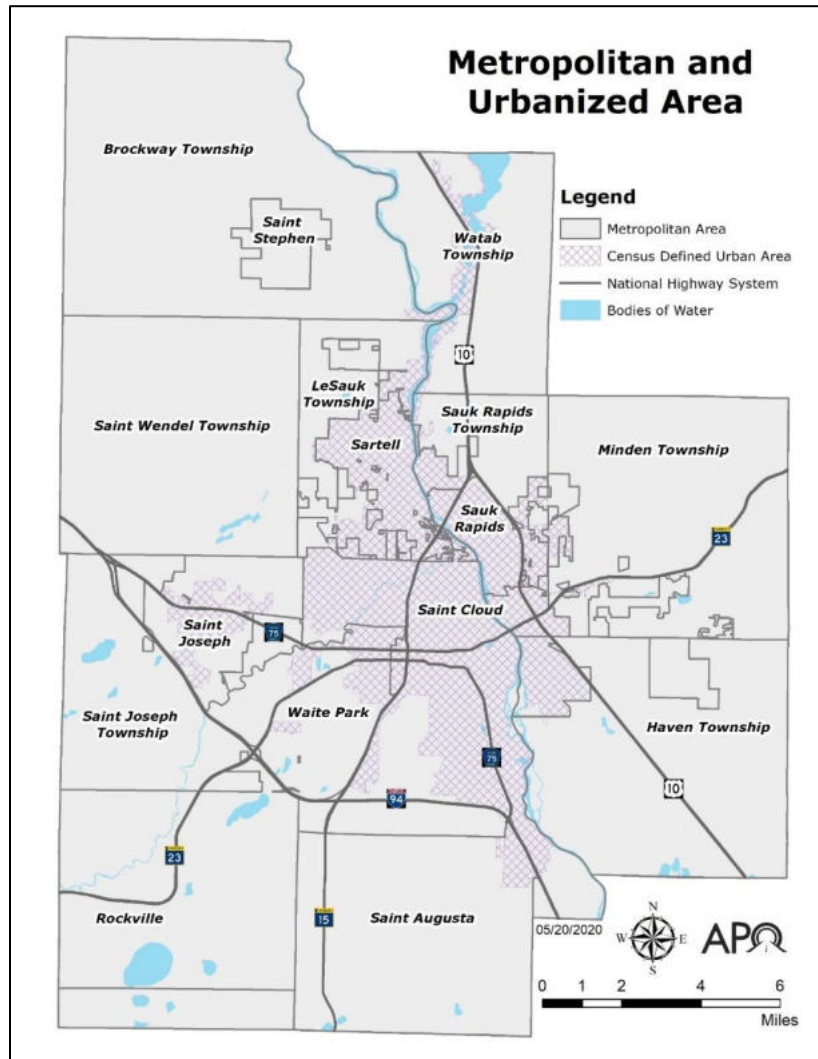 Metropolitan and
Urbanized Area
Brockway Township
Saint
Stephen
Watab
Township
Legend
Metropolitan Area
Census Defined Urban Area
National Highway System
Bodies of Water
10
LeSauk
Township
Saint Wendel Township
Sartell
Sauk Rapids
Township
Minden Township
Sauk
Rapids
23
Saint Cloud
Saint
Joseph
75
Waite Park
Saint Joseph
Township
Haven Township
75
10
94
23
15
Rockville
Saint Augusta
05/20/2020
N
W E
S
APO
0 1 2 4 6
Miles